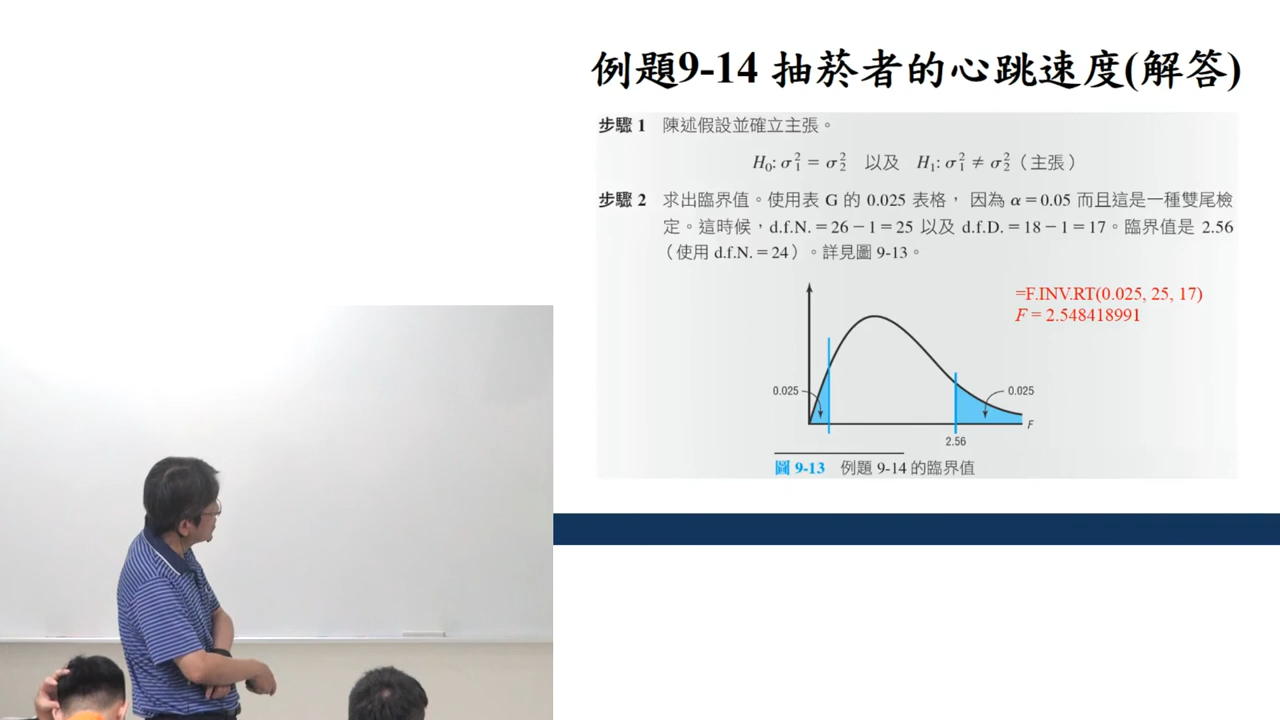 例題9-14 抽菸者的心跳速度(解答)
步驟 1 陳述假設並確立主張。
H₀: σ₁² = σ₂² 以及 H₁: σ₁² ≠ σ₂²（主張）
步驟 2 求出臨界值。使用表 G 的 0.025 表格， 因為 α = 0.05 而且這是一種雙尾檢
定。這時候，d.f.N. = 26 − 1 = 25 以及 d.f.D. = 18 − 1 = 17。臨界值是 2.56
（使用 d.f.N. = 24）。詳見圖 9-13。
=F.INV.RT(0.025, 25, 17)
F = 2.548418991
0.025
0.025
F
2.56
圖 9-13 例題 9-14 的臨界值